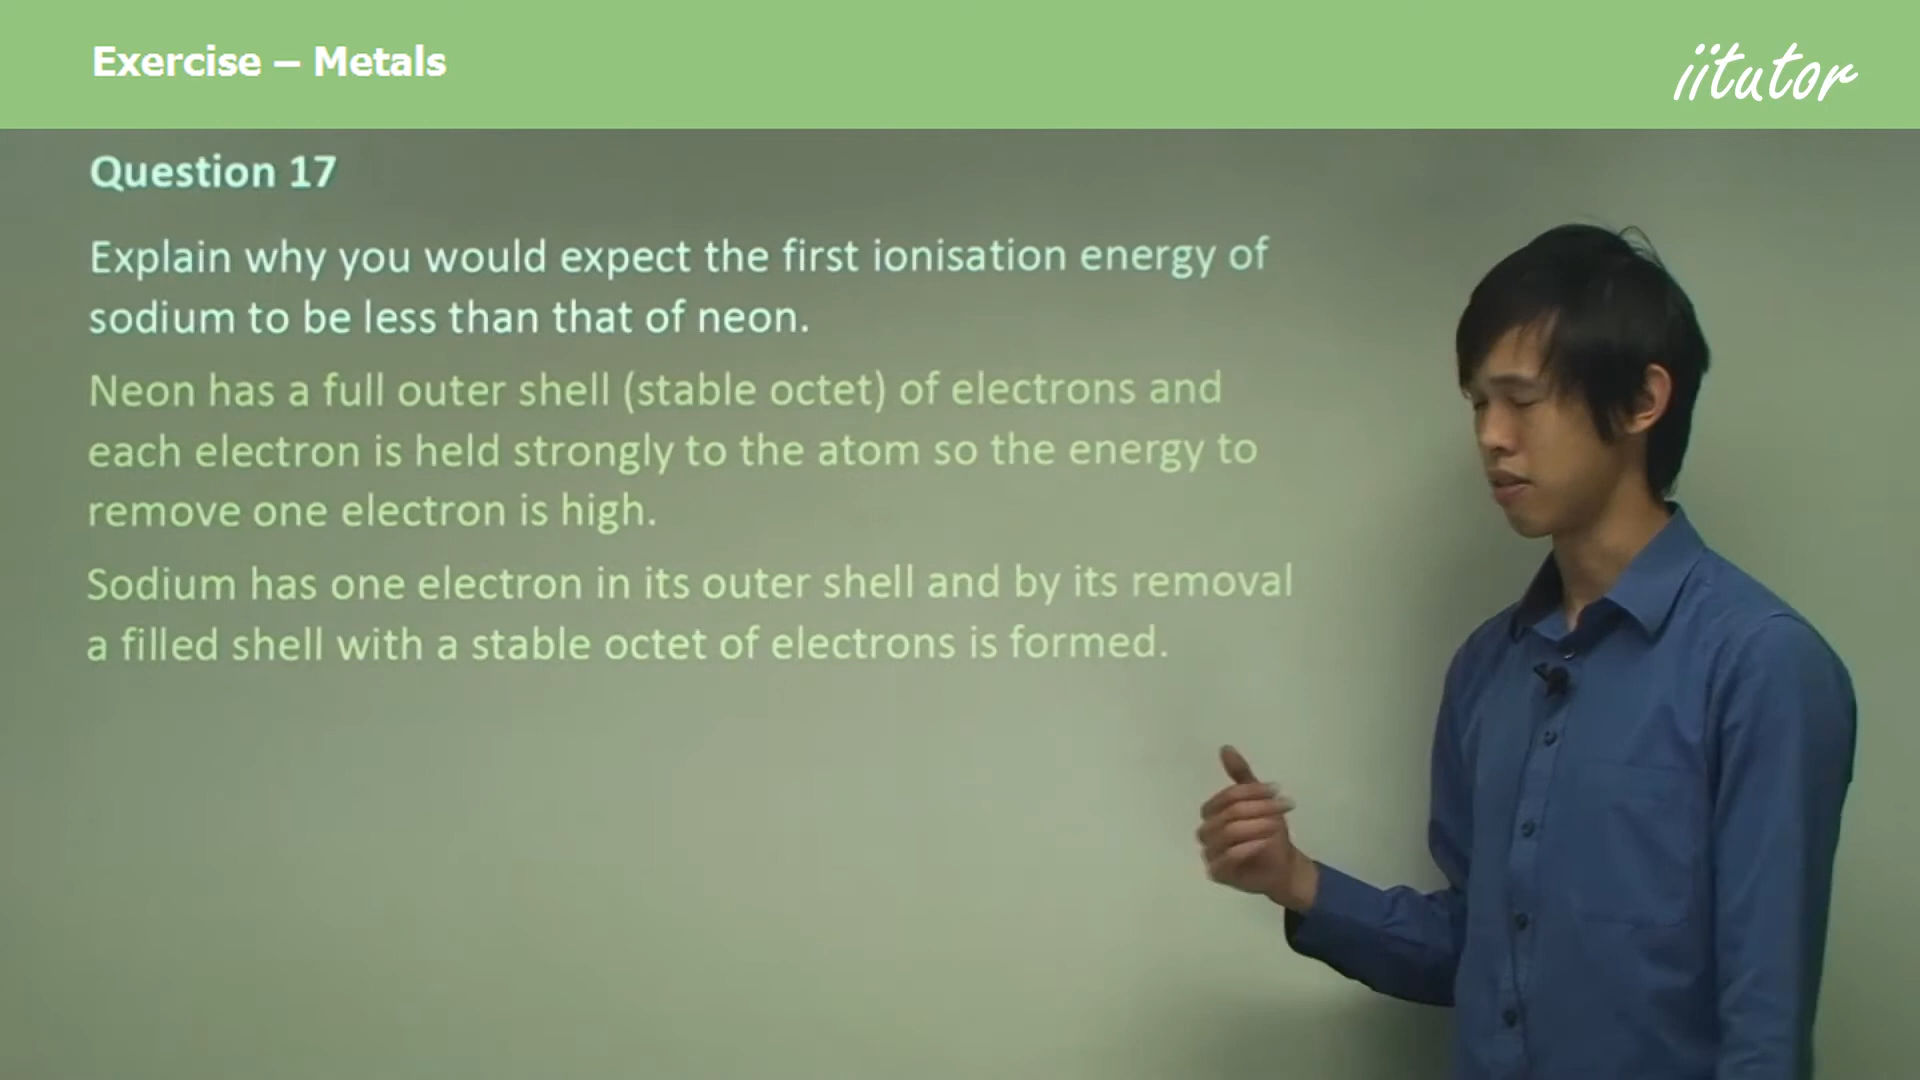 Exercise – Metals
iitutor
Question 17
Explain why you would expect the first ionisation energy of
sodium to be less than that of neon.
Neon has a full outer shell (stable octet) of electrons and
each electron is held strongly to the atom so the energy to
remove one electron is high.
Sodium has one electron in its outer shell and by its removal
a filled shell with a stable octet of electrons is formed.